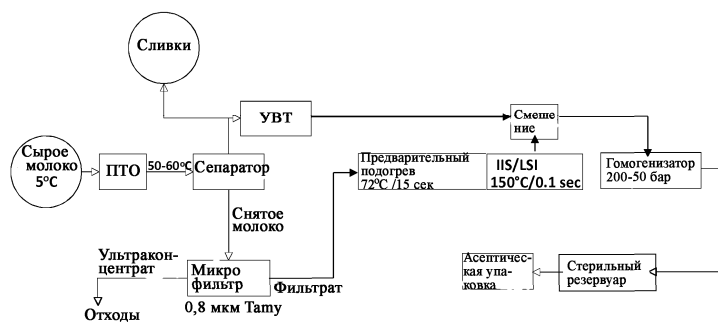 Сливки
УВТ
Смеше
ние
Сырое
молоко
5°C
ПТО
50-60°C
Сепаратор
Предварительный
подогрев
72°C /15 сек
IIS/LSI
150°C/0.1 sec
Гомогенизатор
200-50 бар
Снятое
молоко
Ультракон-
центрат
Микро
фильтр
Фильтрат
0,8 мкм Tamy
Отходы
Асептичес
кая упа-
ковка
Стерильный
резервуар